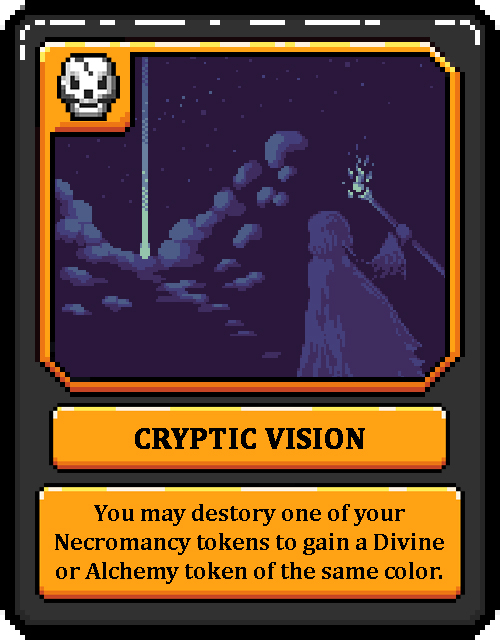 CRYPTIC VISION
You may destory one of your
Necromancy tokens to gain a Divine
or Alchemy token of the same color.